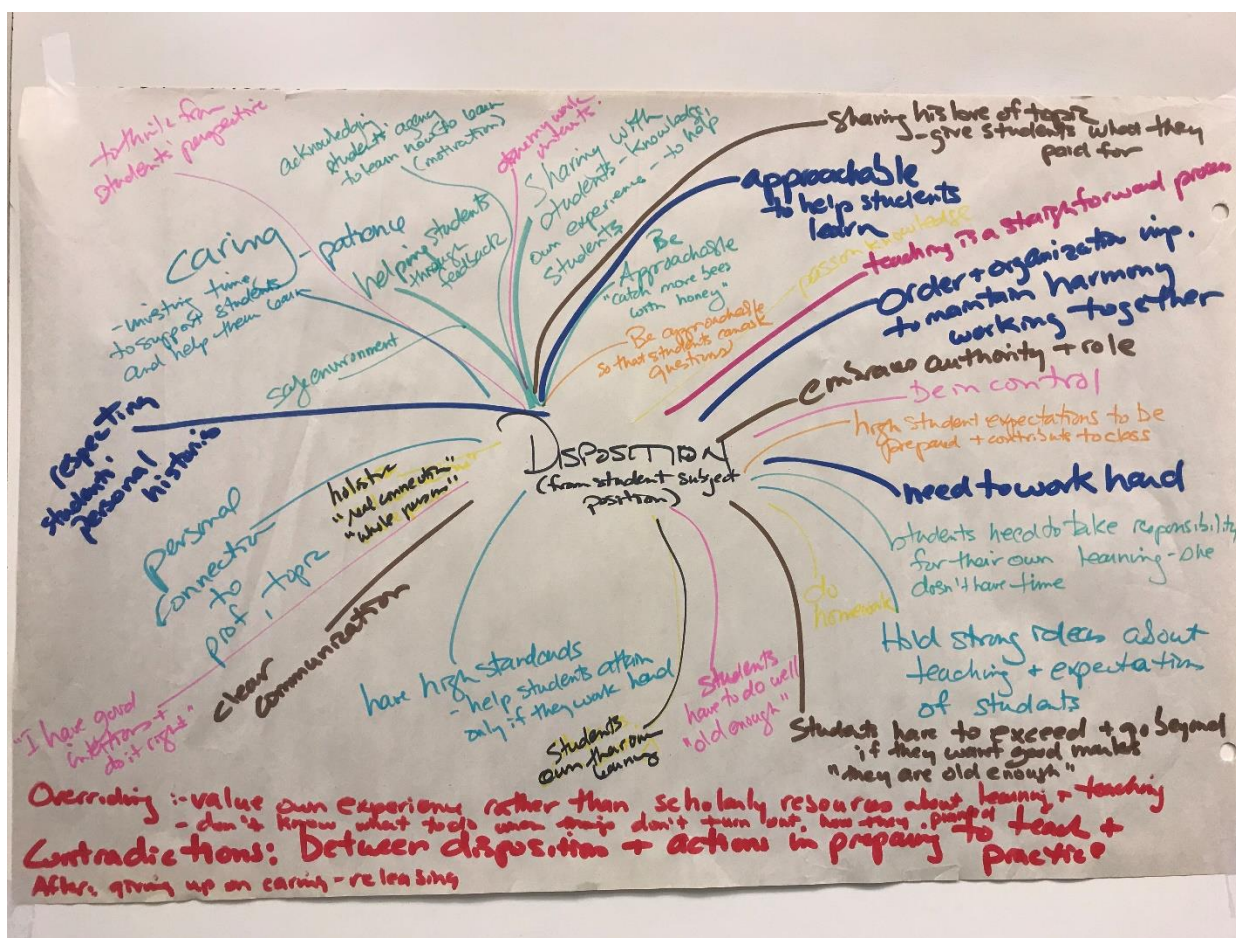 to think from
students' perspective
acknowledging
students' agency
to learn how to learn
(motivation)
students.
Sharing with
students - knowledge,
own experience - to help
students
Sharing his love of topic
- give students what they
paid for
approachable
to help students
learn
Caring - patience
- investing time
to support students
and help them learn
helping students
through
feedback
Be
Approachable
"catch more bees
with honey"
Be approachable
so that students can ask
questions)
passion knowledge
teaching is a straightforward process
Order + organization imp.
to maintain harmony
working together
safe environment
embrace authority + role
be in control
high student expectations to be
prepared + contribute to class
respecting
students'
personal
histories
DISPOSITION
(from student subject
position)
holistic
"real connection"
"whole person"
personal
connection
to
prof, topic
need to work hard
students need to take responsibility
for their own learning - she
doesn't have time
do
homework
Hold strong ideas about
teaching + expectation
of students
clear
communication
"I have good
intentions +
do it right"
have high standards
- help students attain
only if they work hard
students
own their own
learning
students
have to do well
"old enough"
Students have to exceed + go beyond
if they want good marks
"they are old enough"
Overriding :- value own experience rather than scholarly resources about learning + teaching
- don't know what to do when things don't turn out how they
Contradictions: Between disposition + actions in preparing to teach +
practice
After: giving up on caring - releasing